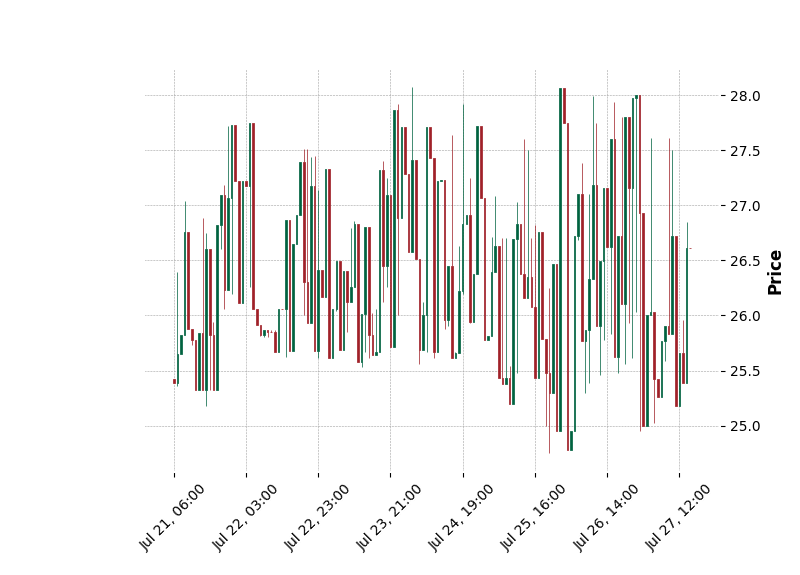 28.0
27.5
27.0
26.5
26.0
25.5
25.0
Price
Jul 21, 06:00
Jul 22, 03:00
Jul 22, 23:00
Jul 23, 21:00
Jul 24, 19:00
Jul 25, 16:00
Jul 26, 14:00
Jul 27, 12:00